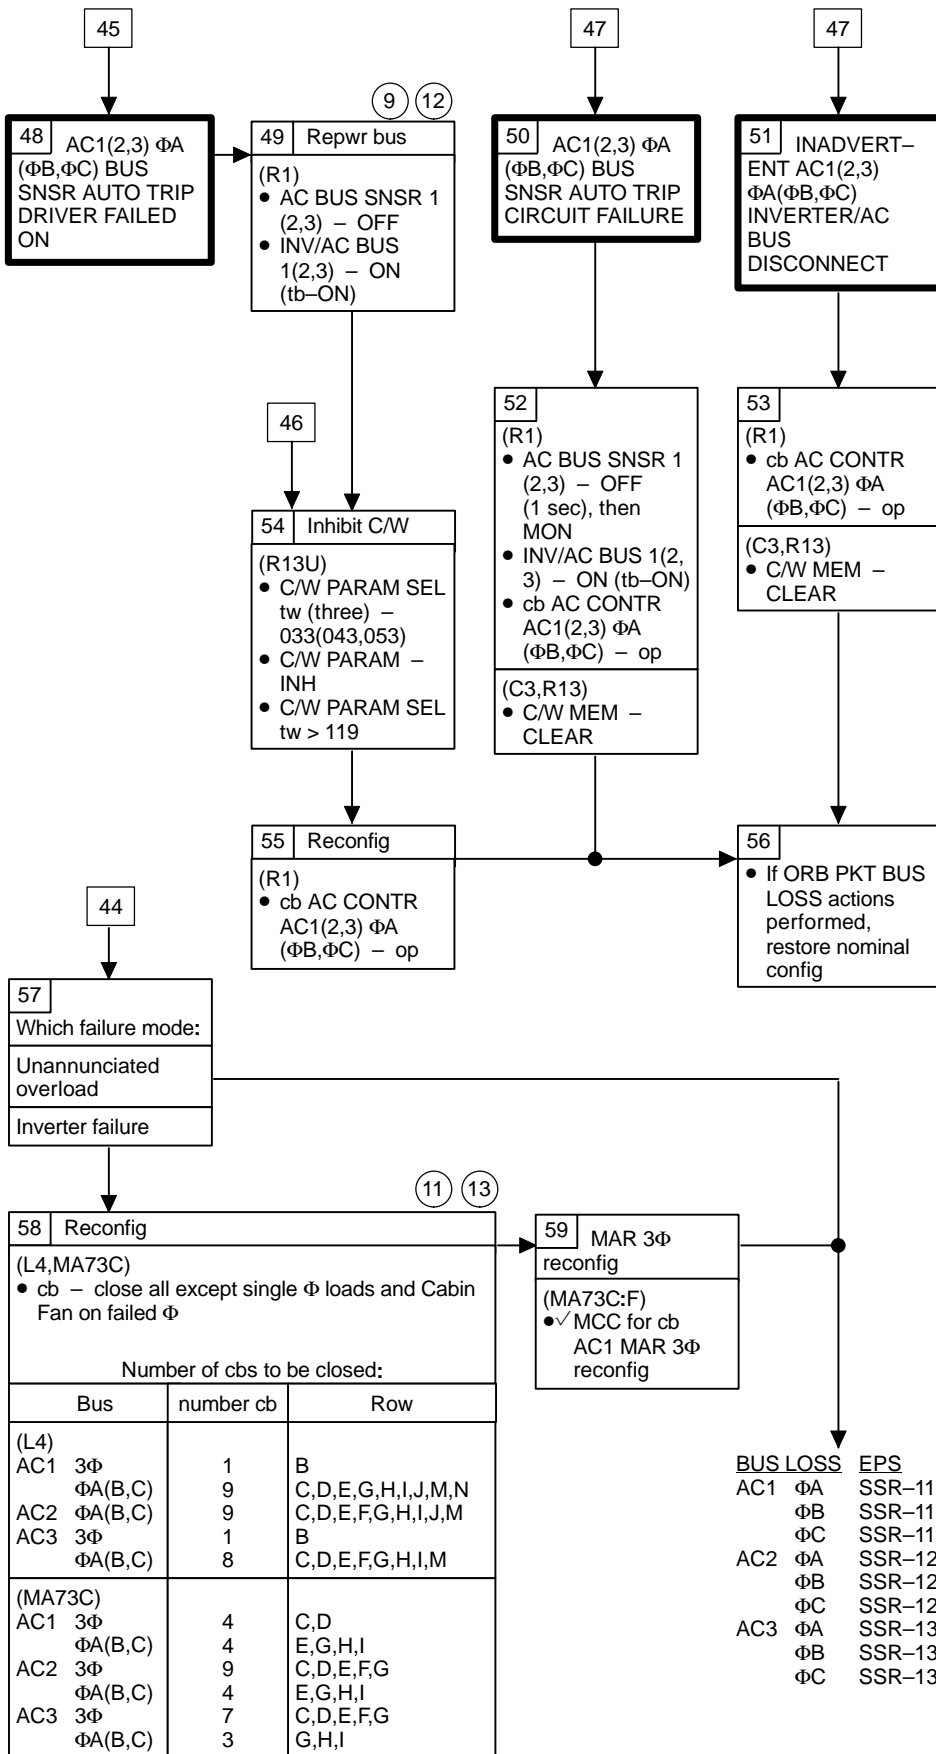 45
47
47
9 12
48 AC1(2,3) ΦA
(ΦB,ΦC) BUS
SNSR AUTO TRIP
DRIVER FAILED
ON
49 Repwr bus
(R1)
• AC BUS SNSR 1
(2,3) – OFF
• INV/AC BUS
1(2,3) – ON
(tb–ON)
50 AC1(2,3) ΦA
(ΦB,ΦC) BUS
SNSR AUTO TRIP
CIRCUIT FAILURE
51 INADVERT–
ENT AC1(2,3)
ΦA(ΦB,ΦC)
INVERTER/AC
BUS
DISCONNECT
46
52
(R1)
• AC BUS SNSR 1
(2,3) – OFF
(1 sec), then
MON
• INV/AC BUS 1(2,
3) – ON (tb–ON)
• cb AC CONTR
AC1(2,3) ΦA
(ΦB,ΦC) – op
(C3,R13)
• C/W MEM –
CLEAR
53
(R1)
• cb AC CONTR
AC1(2,3) ΦA
(ΦB,ΦC) – op
(C3,R13)
• C/W MEM –
CLEAR
54 Inhibit C/W
(R13U)
• C/W PARAM SEL
tw (three) –
033(043,053)
• C/W PARAM –
INH
• C/W PARAM SEL
tw > 119
55 Reconfig
(R1)
• cb AC CONTR
AC1(2,3) ΦA
(ΦB,ΦC) – op
56
• If ORB PKT BUS
LOSS actions
performed,
restore nominal
config
44
57
Which failure mode:
Unannunciated
overload
Inverter failure
11 13
58 Reconfig
(L4,MA73C)
• cb – close all except single Φ loads and Cabin
Fan on failed Φ
Number of cbs to be closed:
Bus number cb Row
(L4)
AC1 3Φ 1 B
ΦA(B,C) 9 C,D,E,G,H,I,J,M,N
AC2 ΦA(B,C) 9 C,D,E,F,G,H,I,J,M
AC3 3Φ 1 B
ΦA(B,C) 8 C,D,E,F,G,H,I,M
(MA73C)
AC1 3Φ 4 C,D
ΦA(B,C) 4 E,G,H,I
AC2 3Φ 9 C,D,E,F,G
ΦA(B,C) 4 E,G,H,I
AC3 3Φ 7 C,D,E,F,G
ΦA(B,C) 3 G,H,I
59 MAR 3Φ
reconfig
(MA73C:F)
•√ MCC for cb
AC1 MAR 3Φ
reconfig
BUS LOSS EPS
AC1 ΦA SSR–11
ΦB SSR–11
ΦC SSR–11
AC2 ΦA SSR–12
ΦB SSR–12
ΦC SSR–12
AC3 ΦA SSR–13
ΦB SSR–13
ΦC SSR–13